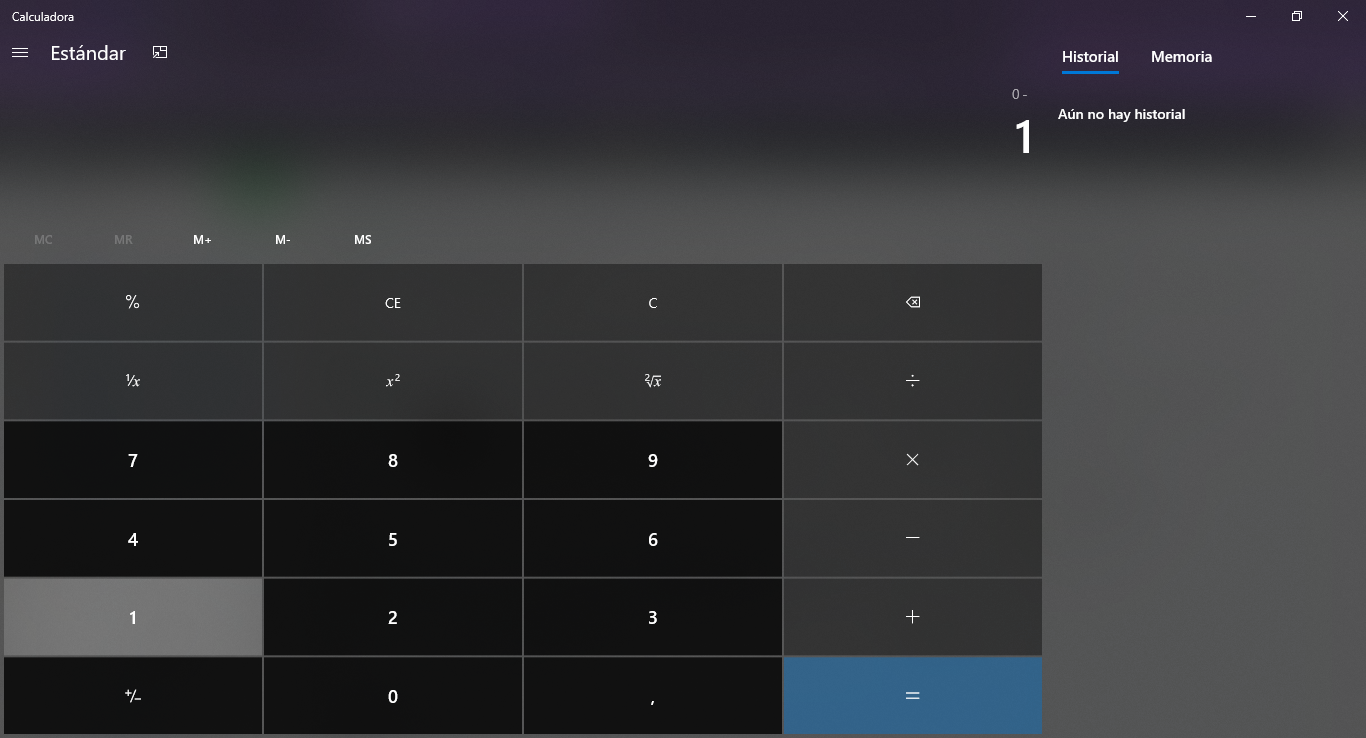 Calculadora
Estándar
Historial Memoria
0 -
1
Aún no hay historial
MC MR M+ M- MS
% CE C
¹/x x² ²√x ÷
7 8 9 ×
4 5 6 −
1 2 3 +
+/− 0 , =